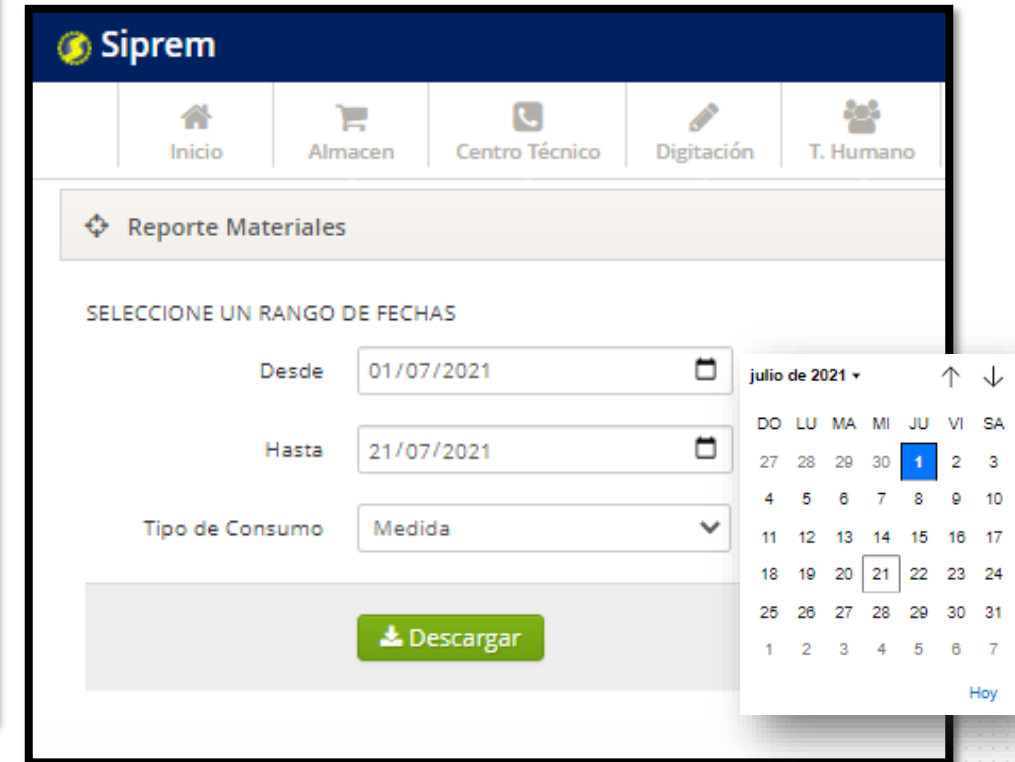 Siprem
Inicio Almacen Centro Técnico Digitación T. Humano
Reporte Materiales
SELECCIONE UN RANGO DE FECHAS
Desde 01/07/2021
Hasta 21/07/2021
Tipo de Consumo Medida
Descargar
julio de 2021
DO LU MA MI JU VI SA
27 28 29 30 1 2 3
4 5 6 7 8 9 10
11 12 13 14 15 16 17
18 19 20 21 22 23 24
25 26 27 28 29 30 31
1 2 3 4 5 6 7
Hoy